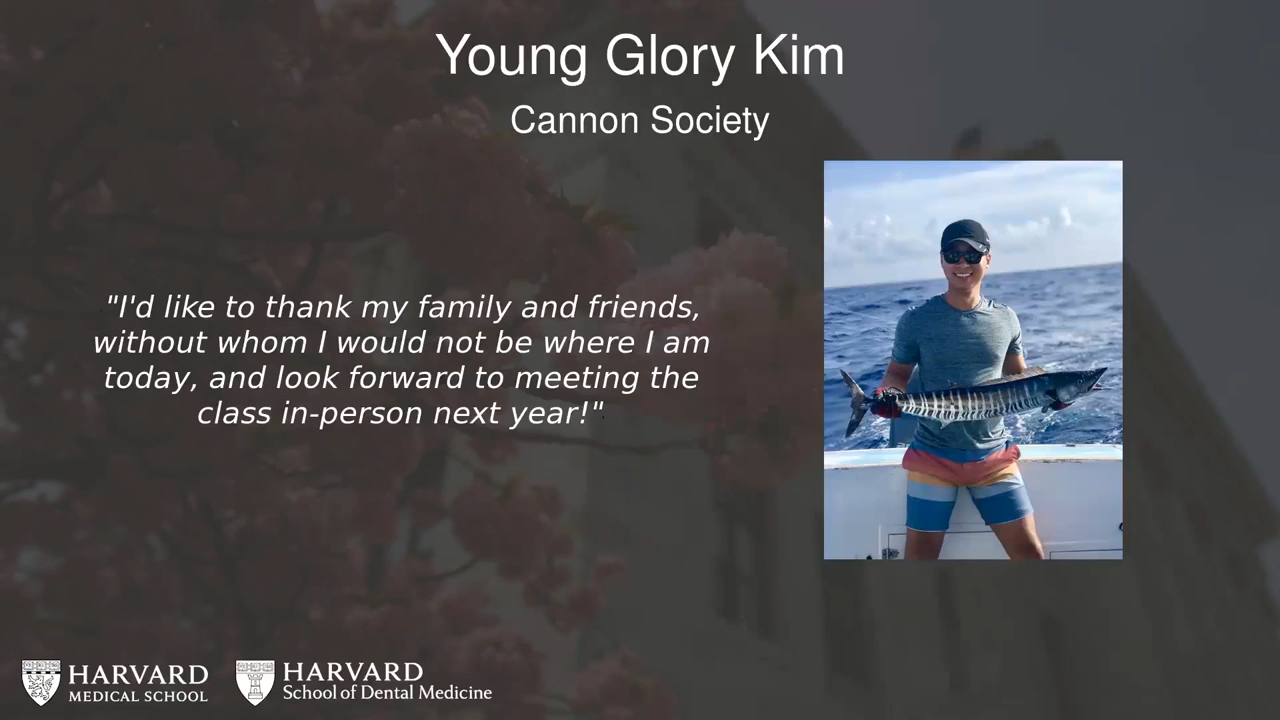 Young Glory Kim
Cannon Society
"I'd like to thank my family and friends,
without whom I would not be where I am
today, and look forward to meeting the
class in-person next year!"
HARVARD
MEDICAL SCHOOL
HARVARD
School of Dental Medicine